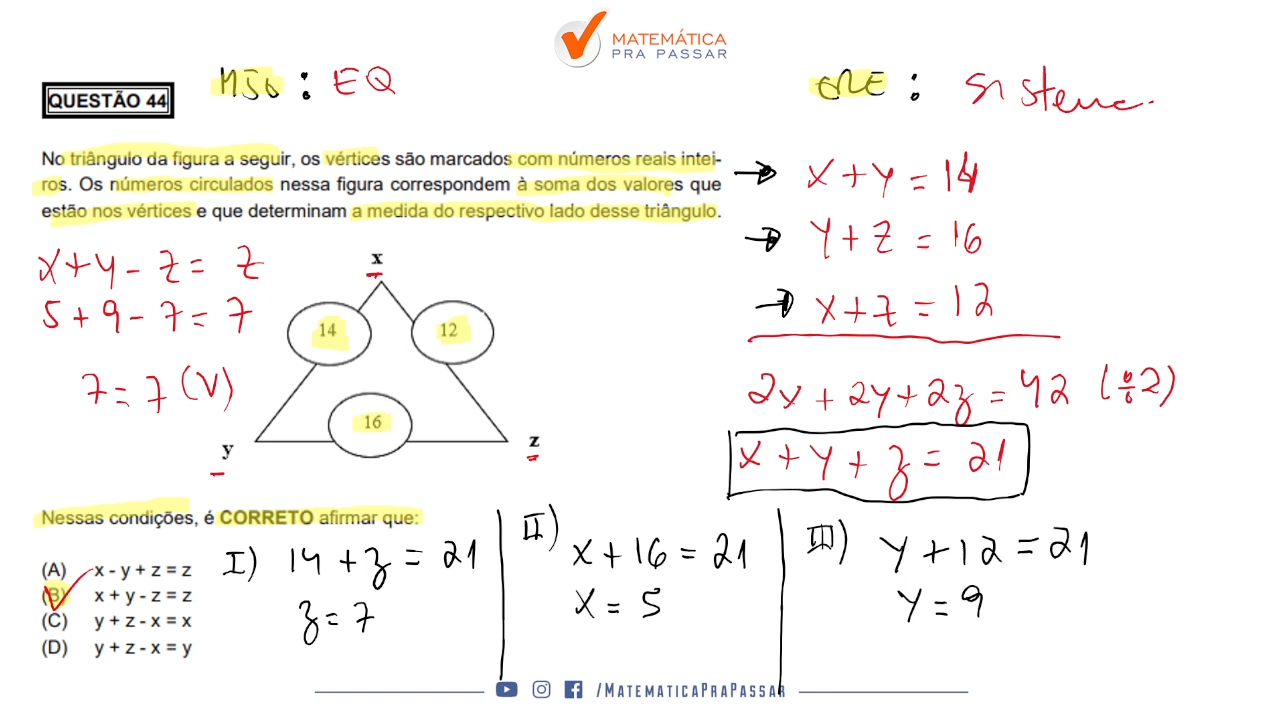 MATEMÁTICA
PRA PASSAR
QUESTÃO 44
: EQ
: Sistema.
No triângulo da figura a seguir, os vértices são marcados com números reais intei-
ros. Os números circulados nessa figura correspondem à soma dos valores que
estão nos vértices e que determinam a medida do respectivo lado desse triângulo.
x + y - z = z
5 + 9 - 7 = 7
7 = 7 (V)
x
14
12
16
y
z
x + y = 14
y + z = 16
x + z = 12
2x + 2y + 2z = 42 (÷2)
x + y + z = 21
Nessas condições, é CORRETO afirmar que:
(A) x - y + z = z
(B) x + y - z = z
(C) y + z - x = x
(D) y + z - x = y
I) 14 + z = 21
z = 7
II) x + 16 = 21
x = 5
III) y + 12 = 21
y = 9
/MATEMATICAPRAPASSAR